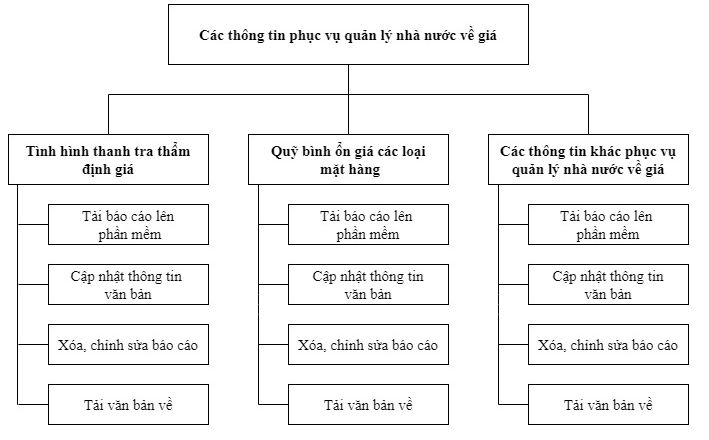 Các thông tin phục vụ quản lý nhà nước về giá
Tình hình thanh tra thẩm
định giá
Tải báo cáo lên
phần mềm
Cập nhật thông tin
văn bản
Xóa, chỉnh sửa báo cáo
Tải văn bản về
Quỹ bình ổn giá các loại
mặt hàng
Tải báo cáo lên
phần mềm
Cập nhật thông tin
văn bản
Xóa, chỉnh sửa báo cáo
Tải văn bản về
Các thông tin khác phục vụ
quản lý nhà nước về giá
Tải báo cáo lên
phần mềm
Cập nhật thông tin
văn bản
Xóa, chỉnh sửa báo cáo
Tải văn bản về